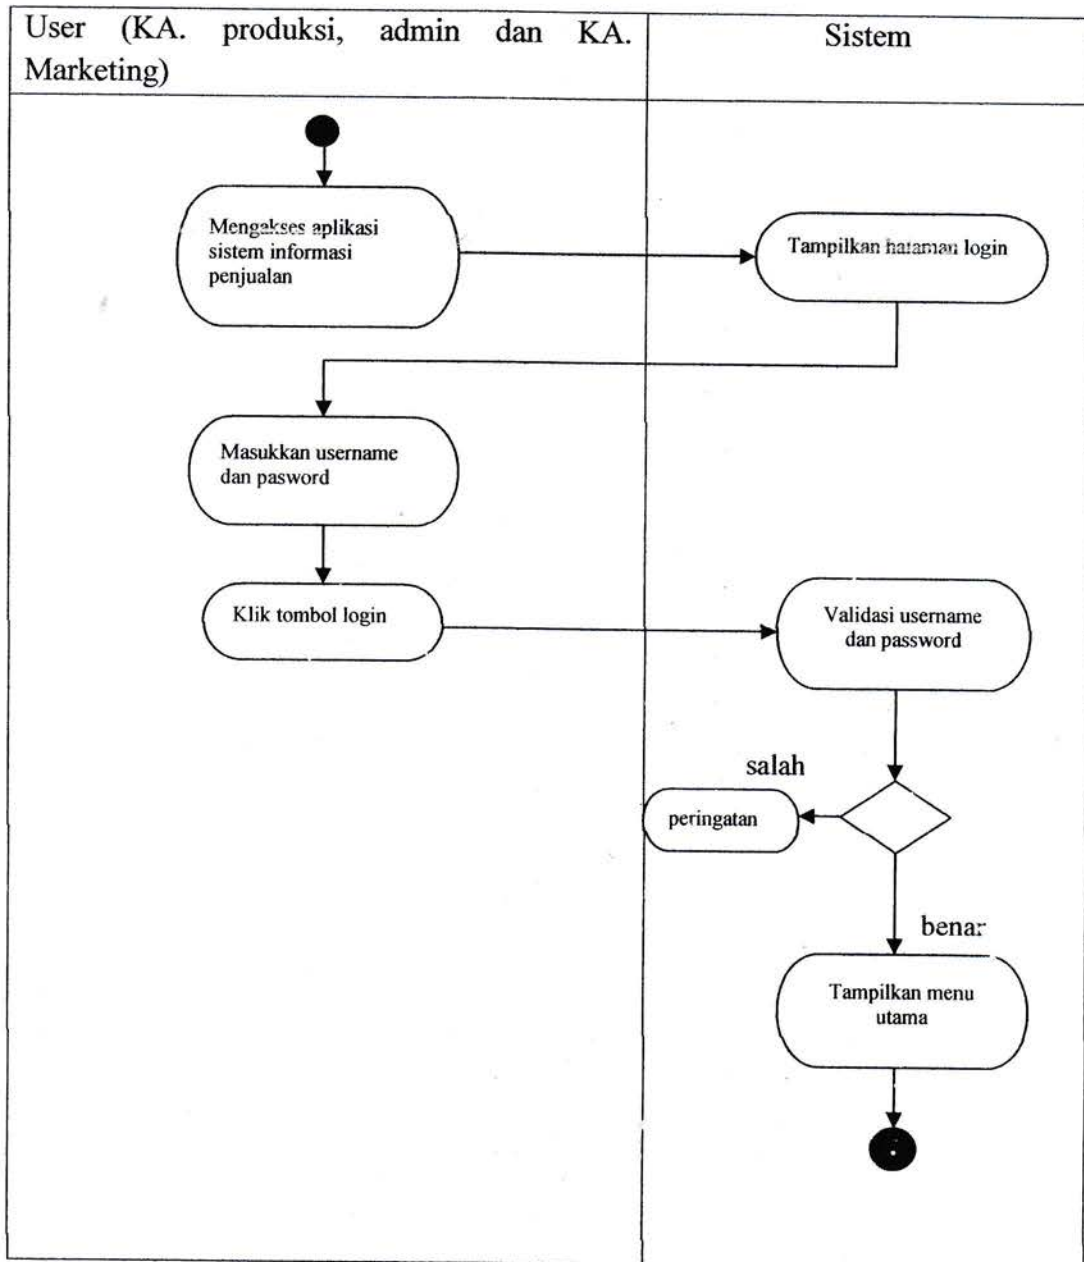 User (KA. produksi, admin dan KA.
Marketing)
Sistem
Mengakses aplikasi
sistem informasi
penjualan
Tampilkan halaman login
Masukkan username
dan pasword
Klik tombol login
Validasi username
dan password
salah
peringatan
benar
Tampilkan menu
utama